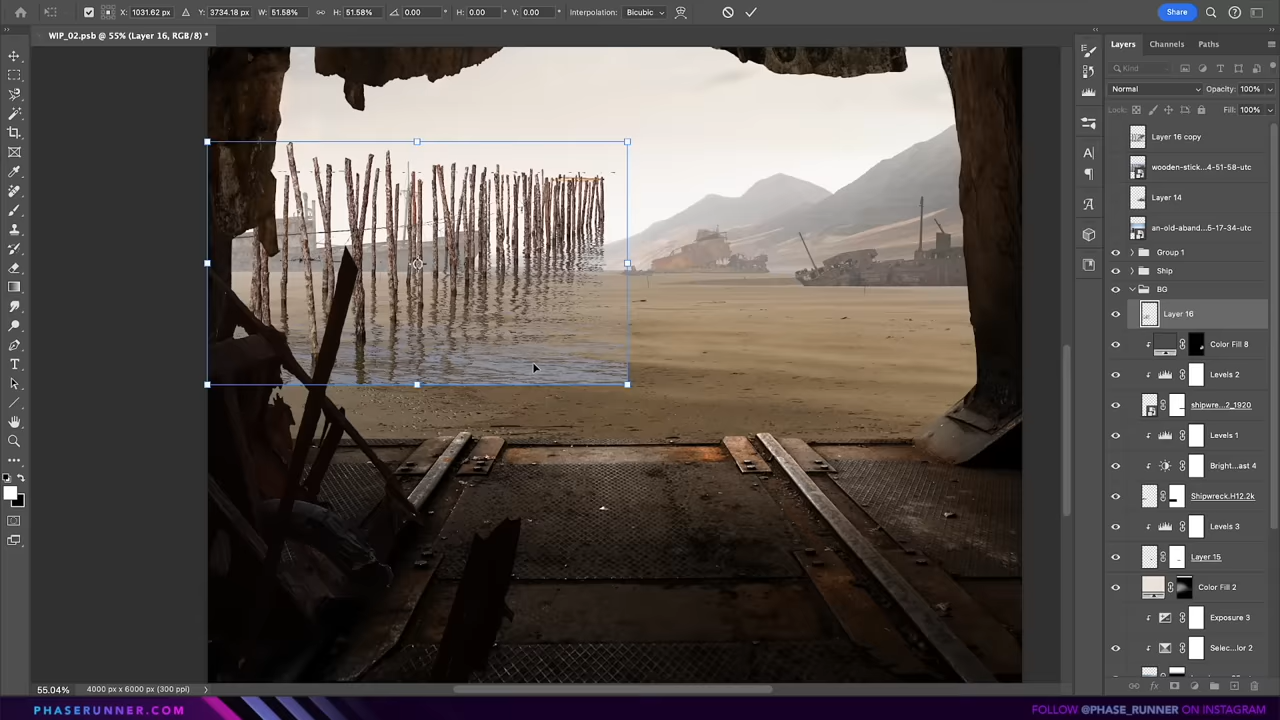 X: 1031.62 px Y: 3734.18 px W: 51.58% H: 51.58% 0.00 ° H: 0.00 ° V: 0.00 ° Interpolation: Bicubic Share
WIP_02.psb @ 55% (Layer 16, RGB/8) *
Layers Channels Paths
Kind
Normal Opacity: 100%
Lock: Fill: 100%
Layer 16 copy
wooden-stick...4-51-58-utc
Layer 14
an-old-aband...5-17-34-utc
Group 1
Ship
BG
Layer 16
Color Fill 8
Levels 2
shipwre...2_1920
Levels 1
Bright...ast 4
Shipwreck.H12.2k
Levels 3
Layer 15
Color Fill 2
Exposure 3
Selec...lor 2
55.04% 4000 px x 6000 px (300 ppi)
PHASERUNNER.COM
FOLLOW @PHASE_RUNNER ON INSTAGRAM